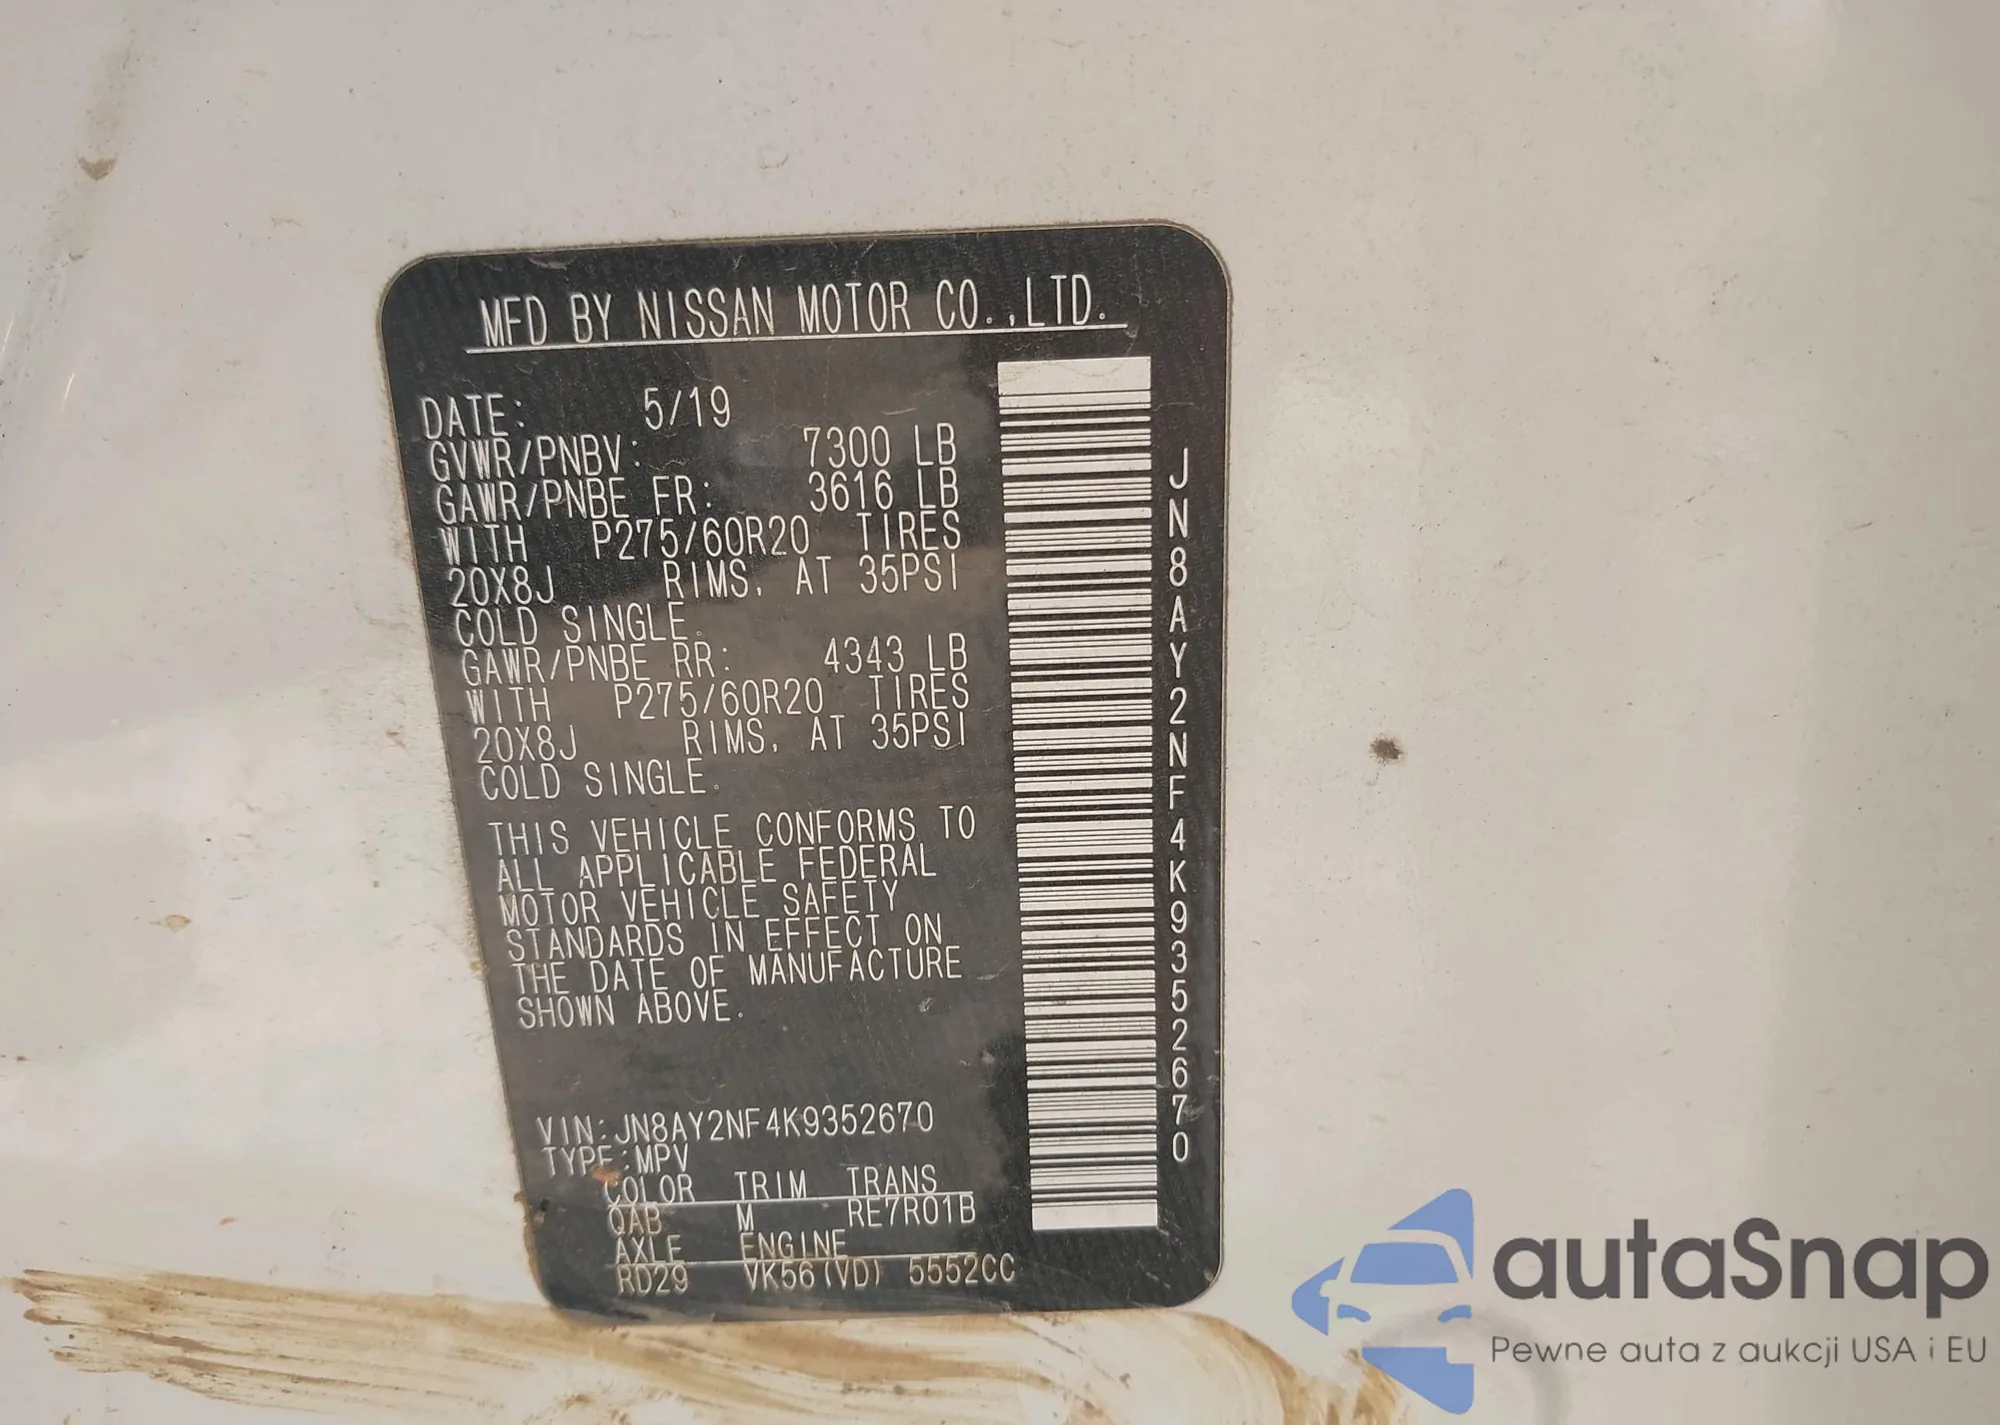 MFD BY NISSAN MOTOR CO.,LTD.
DATE: 5/19
GVWR/PNBV: 7300 LB
GAWR/PNBE FR: 3616 LB
WITH P275/60R20 TIRES
20X8J RIMS, AT 35PSI
COLD SINGLE.
GAWR/PNBE RR: 4343 LB
WITH P275/60R20 TIRES
20X8J RIMS, AT 35PSI
COLD SINGLE.
THIS VEHICLE CONFORMS TO
ALL APPLICABLE FEDERAL
MOTOR VEHICLE SAFETY
STANDARDS IN EFFECT ON
THE DATE OF MANUFACTURE
SHOWN ABOVE.
VIN:JN8AY2NF4K9352670
TYPE:MPV
COLOR TRIM TRANS
QAB M RE7R01B
AXLE ENGINE
RD29 VK56(VD) 5552CC
JN8AY2NF4K9352670
autaSnap
Pewne auta z aukcji USA i EU